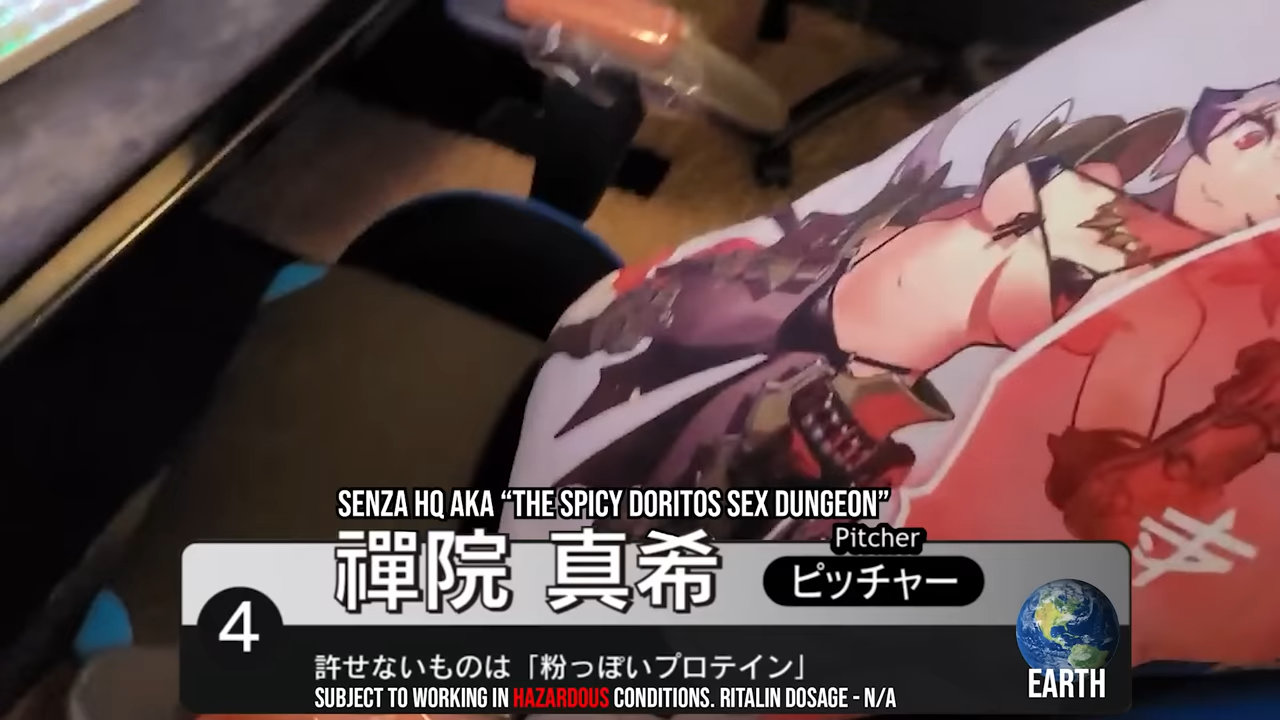 SENZA HQ AKA “THE SPICY DORITOS SEX DUNGEON”
禪院 真希
Pitcher
ピッチャー
4
許せないものは「粉っぽいプロテイン」
SUBJECT TO WORKING IN HAZARDOUS CONDITIONS. RITALIN DOSAGE - N/A
EARTH